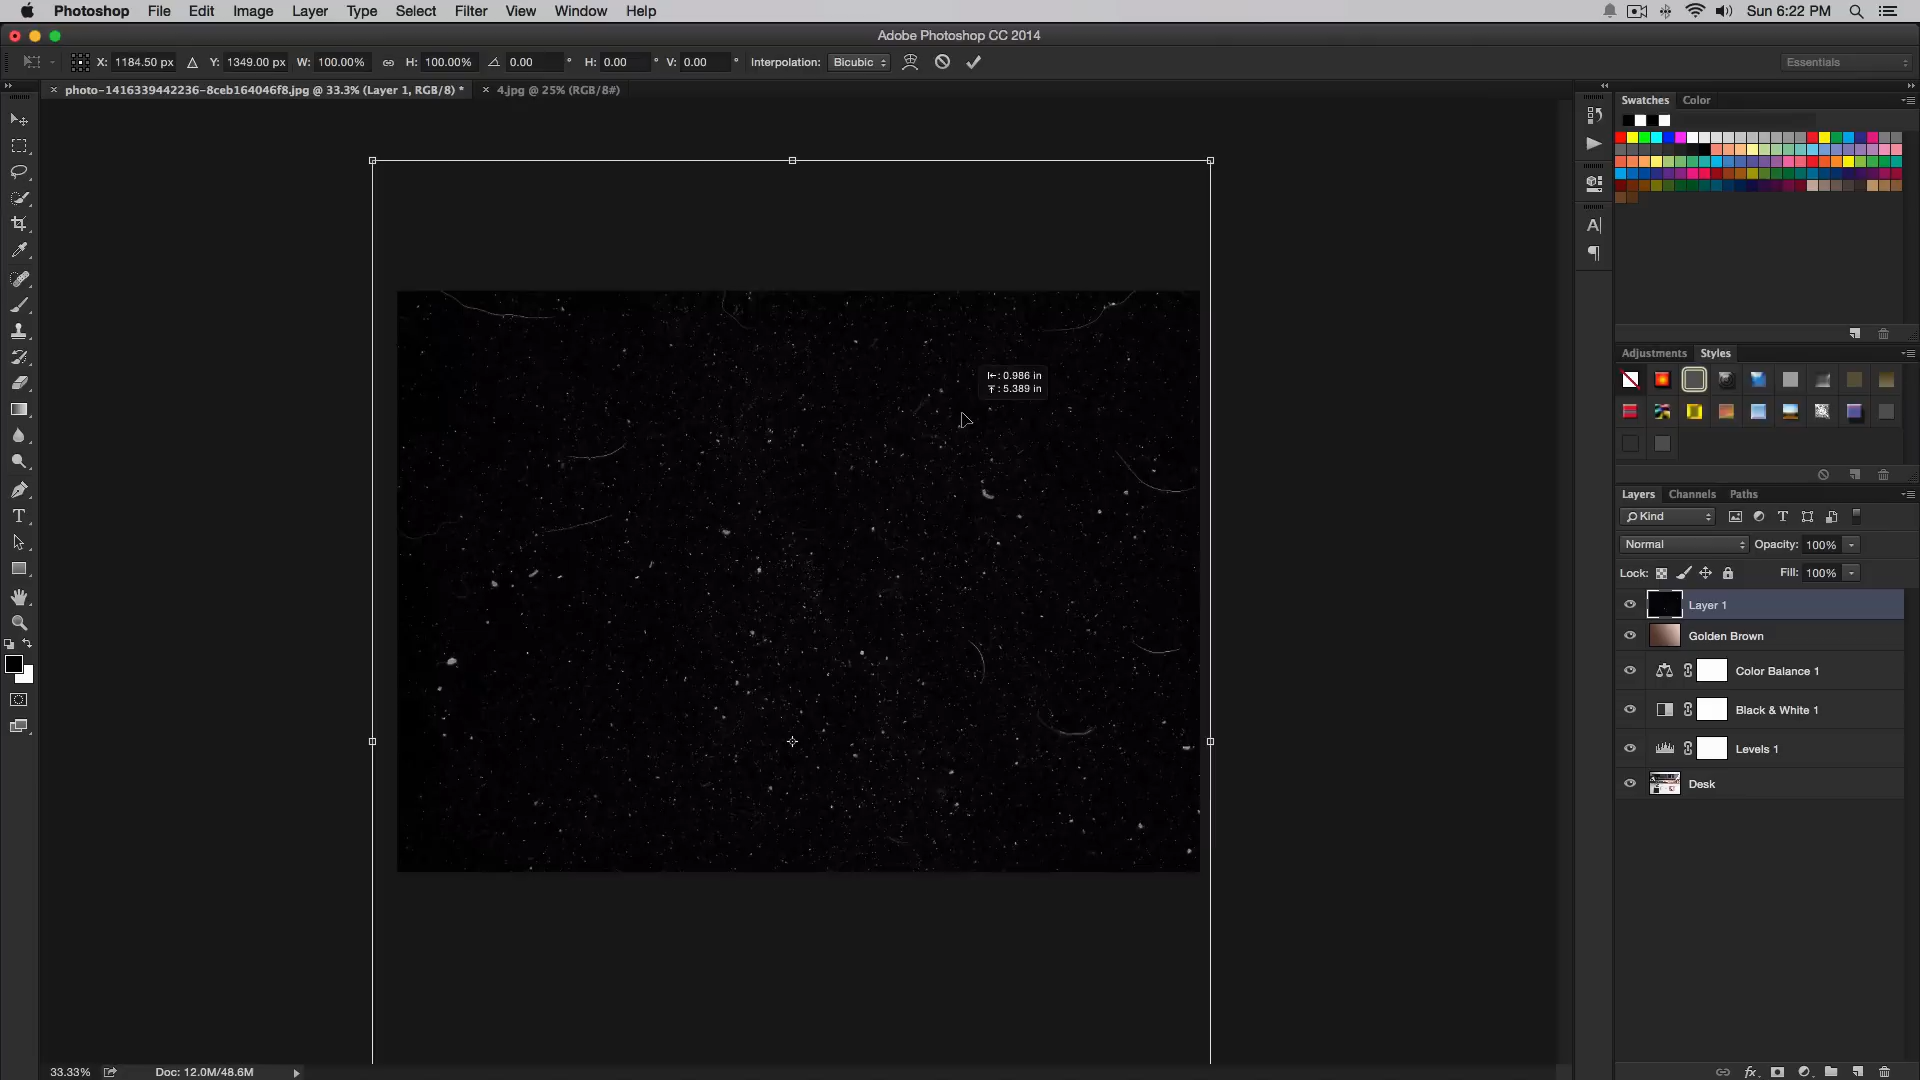 Photoshop File Edit Image Layer Type Select Filter View Window Help
Sun 6:22 PM
Adobe Photoshop CC 2014
X: 1184.50 px Y: 1349.00 px W: 100.00% H: 100.00% 0.00 ° H: 0.00 ° V: 0.00 ° Interpolation: Bicubic
Essentials
photo-1416339442236-8ceb164046f8.jpg @ 33.3% (Layer 1, RGB/8) *
4.jpg @ 25% (RGB/8#)
Swatches Color
: 0.986 in
: 5.389 in
Adjustments Styles
Layers Channels Paths
Kind
Normal Opacity: 100%
Lock: Fill: 100%
Layer 1
Golden Brown
Color Balance 1
Black & White 1
Levels 1
Desk
33.33% Doc: 12.0M/48.6M